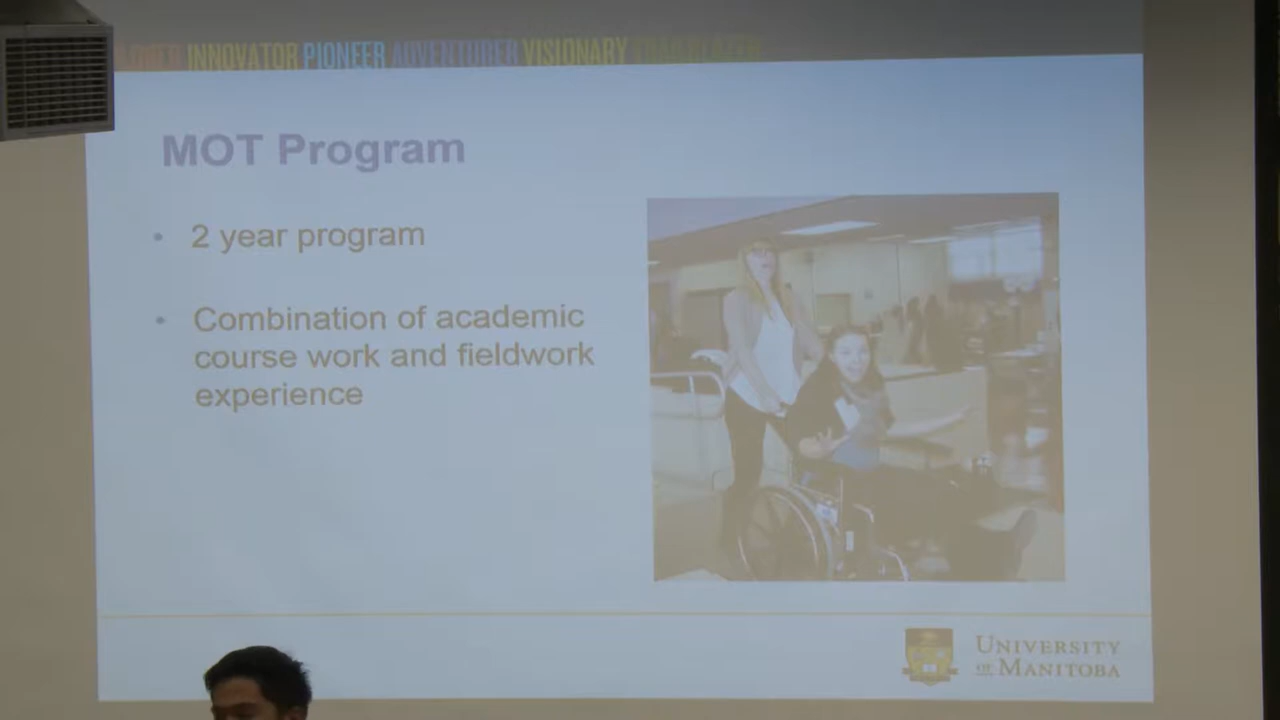 INNOVATOR PIONEER ADVENTURER VISIONARY TRAILBLAZER
MOT Program
• 2 year program
• Combination of academic
course work and fieldwork
experience
UNIVERSITY
OF MANITOBA